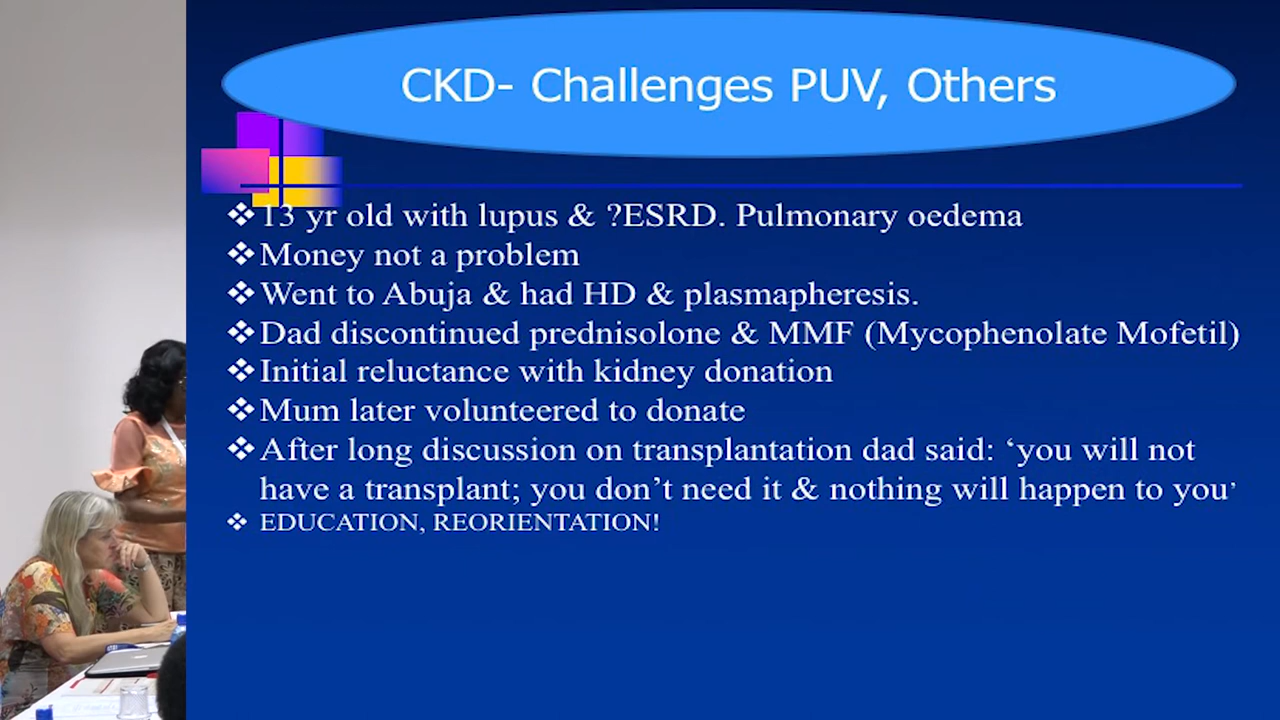 CKD- Challenges PUV, Others
❖13 yr old with lupus & ?ESRD. Pulmonary oedema
❖Money not a problem
❖Went to Abuja & had HD & plasmapheresis.
❖Dad discontinued prednisolone & MMF (Mycophenolate Mofetil)
❖Initial reluctance with kidney donation
❖Mum later volunteered to donate
❖After long discussion on transplantation dad said: ‘you will not
have a transplant; you don’t need it & nothing will happen to you’
❖ EDUCATION, REORIENTATION!